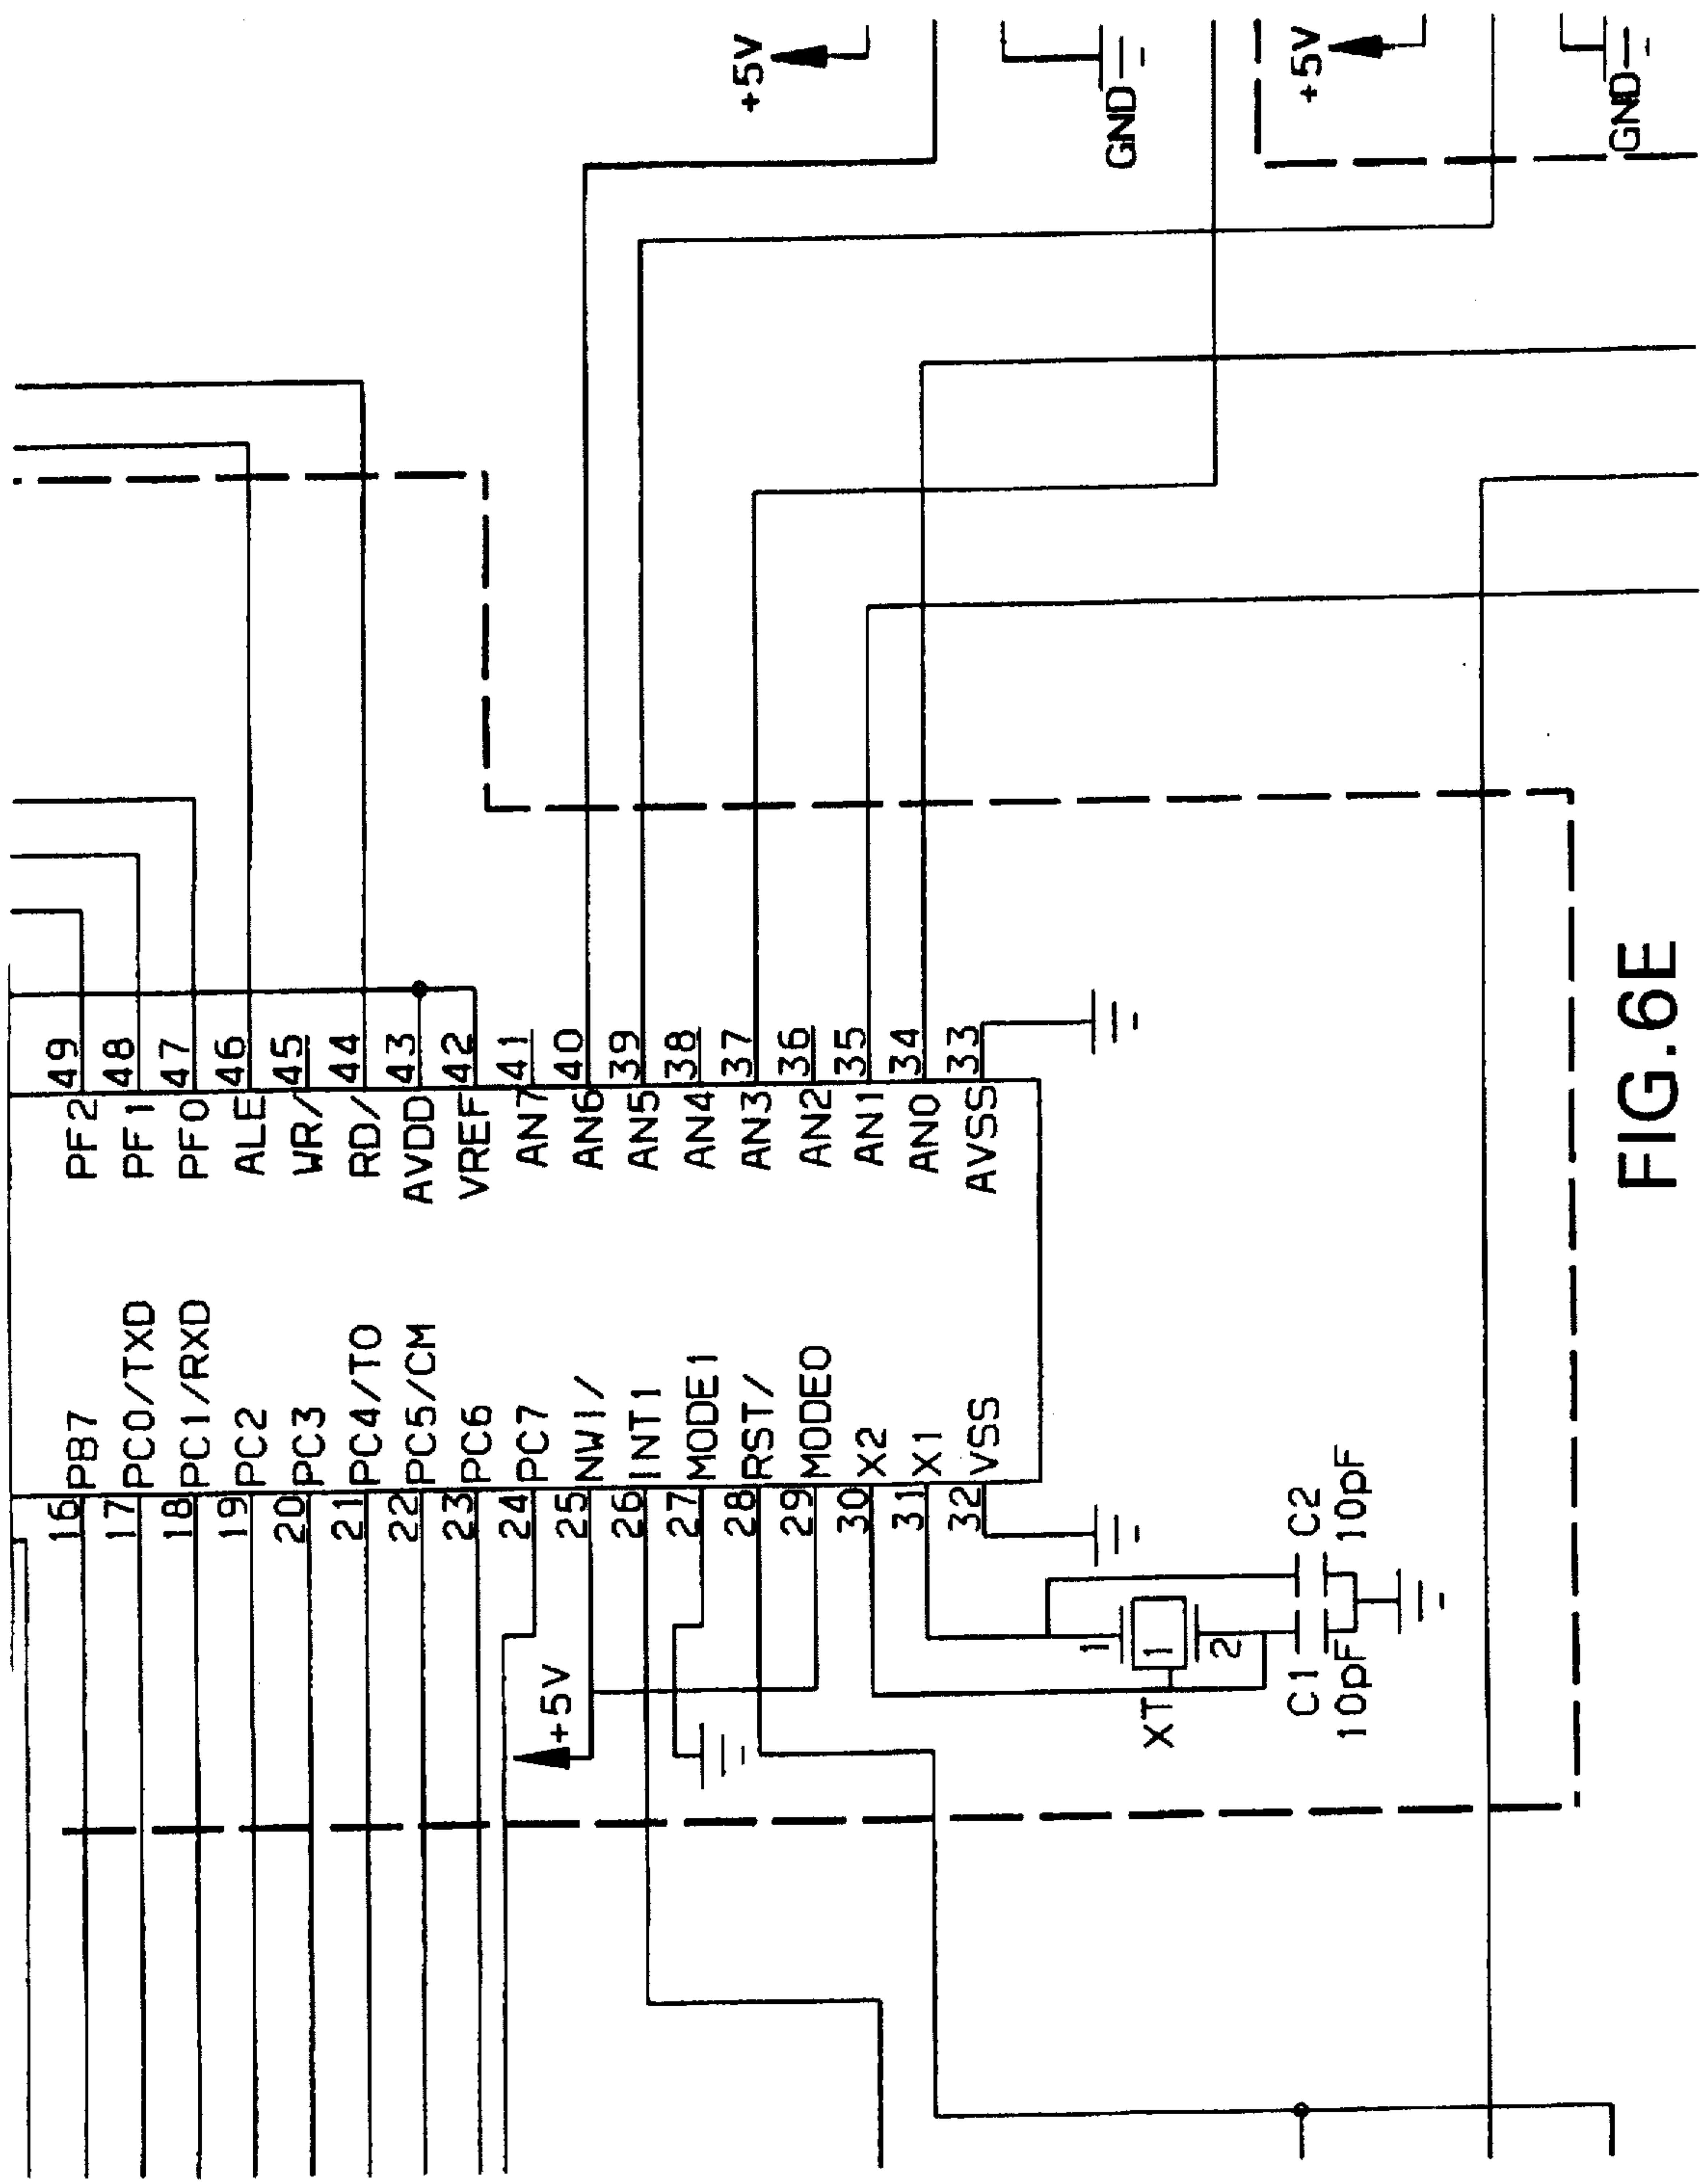 16 PB7
17 PC0/TXD
18 PC1/RXD
19 PC2
20 PC3
21 PC4/TO
22 PC5/CM
23 PC6
24 PC7
25 NWI/
26 INT1
27 MODE1
28 RST/
29 MODE0
30 X2
31 X1
32 VSS
PF2 49
PF1 48
PF0 47
ALE 46
WR/ 45
RD/ 44
AVDD 43
VREF 42
AN7 41
AN6 40
AN5 39
AN4 38
AN3 37
AN2 36
AN1 35
AN0 34
AVSS 33
+5V
XT
1
1
2
C1
10pF
C2
10pF
+5V
GND
+5V
GND
FIG.6E